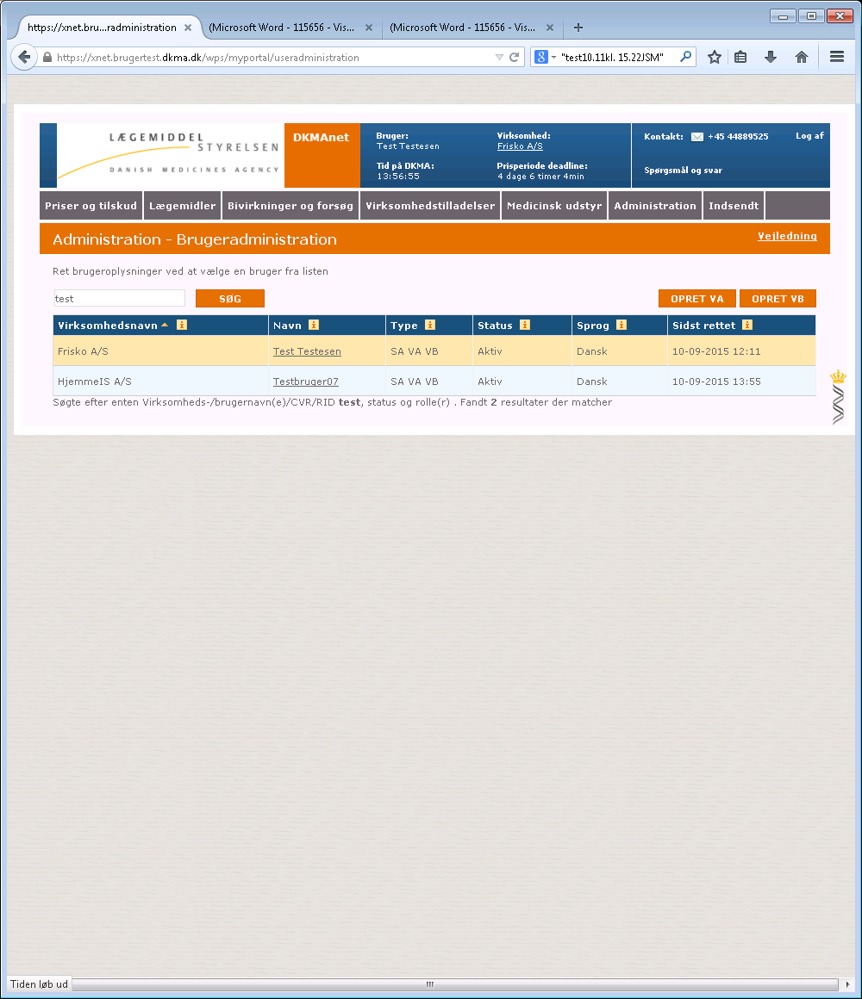 https://xnet.bru...radministration
(Microsoft Word - 115656 - Vis...
(Microsoft Word - 115656 - Vis...
https://xnet.brugertest.dkma.dk/wps/myportal/useradministration
"test10.11kl. 15.22JSM"
LÆGEMIDDEL
STYRELSEN
DANISH MEDICINES AGENCY
DKMAnet
Bruger:
Test Testesen
Virksomhed:
Frisko A/S
Tid på DKMA:
13:56:55
Prisperiode deadline:
4 dage 6 timer 4min
Kontakt: +45 44889525
Log af
Spørgsmål og svar
Priser og tilskud Lægemidler Bivirkninger og forsøg Virksomhedstilladelser Medicinsk udstyr Administration Indsendt
Administration - Brugeradministration
Vejledning
Ret brugeroplysninger ved at vælge en bruger fra listen
test SØG OPRET VA OPRET VB
Virksomhedsnavn Navn Type Status Sprog Sidst rettet
Frisko A/S Test Testesen SA VA VB Aktiv Dansk 10-09-2015 12:11
HjemmeIS A/S Testbruger07 SA VA VB Aktiv Dansk 10-09-2015 13:55
Søgte efter enten Virksomheds-/brugernavn(e)/CVR/RID test, status og rolle(r) . Fandt 2 resultater der matcher
Tiden løb ud